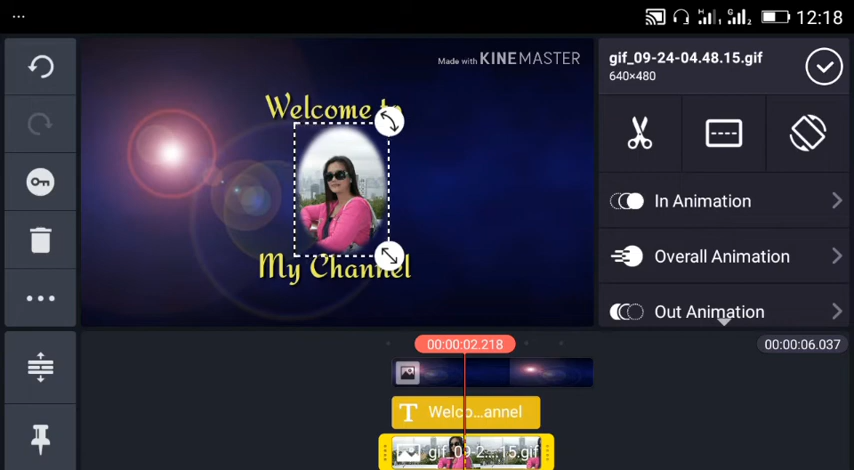 12:18
Made with KINEMASTER
gif_09-24-04.48.15.gif
640×480
Welcome to
My Channel
In Animation
Overall Animation
Out Animation
00:00:02.218
00:00:06.037
T Welco...annel
gif_09-2...15.gif